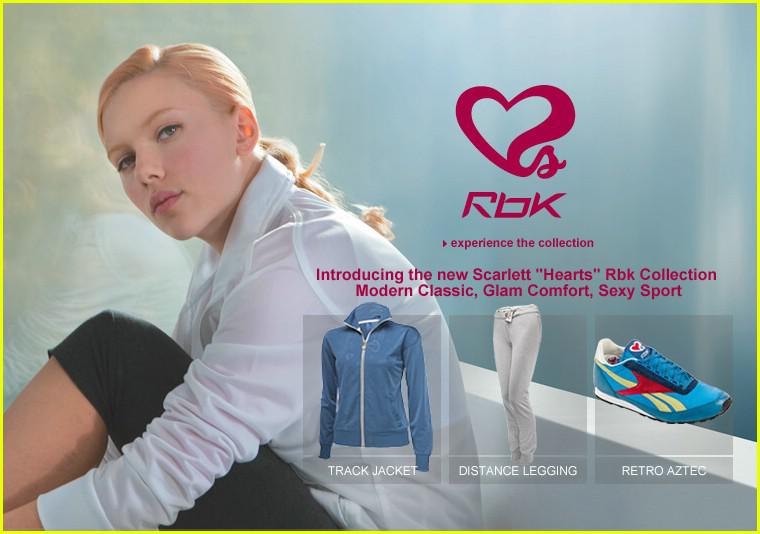 s
Rbk
experience the collection
Introducing the new Scarlett "Hearts" Rbk Collection
Modern Classic, Glam Comfort, Sexy Sport
TRACK JACKET
DISTANCE LEGGING
RETRO AZTEC